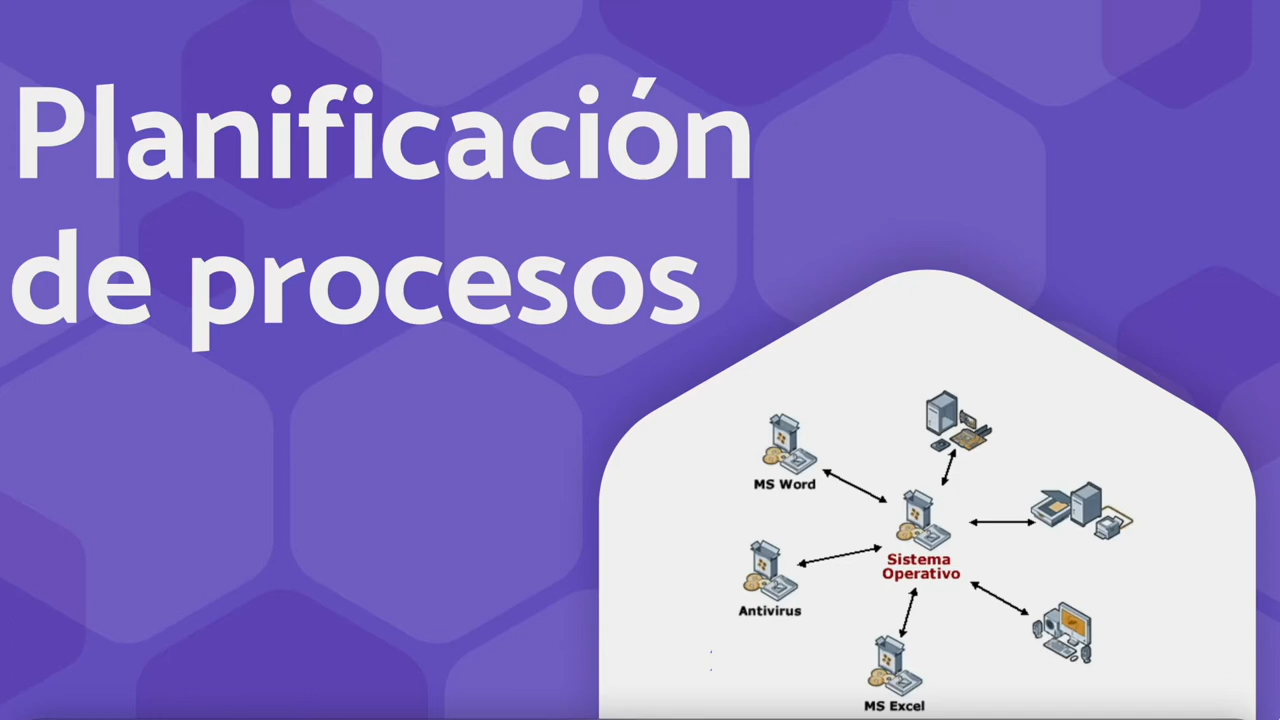 Planificación
de procesos
MS Word
Sistema
Operativo
Antivirus
MS Excel